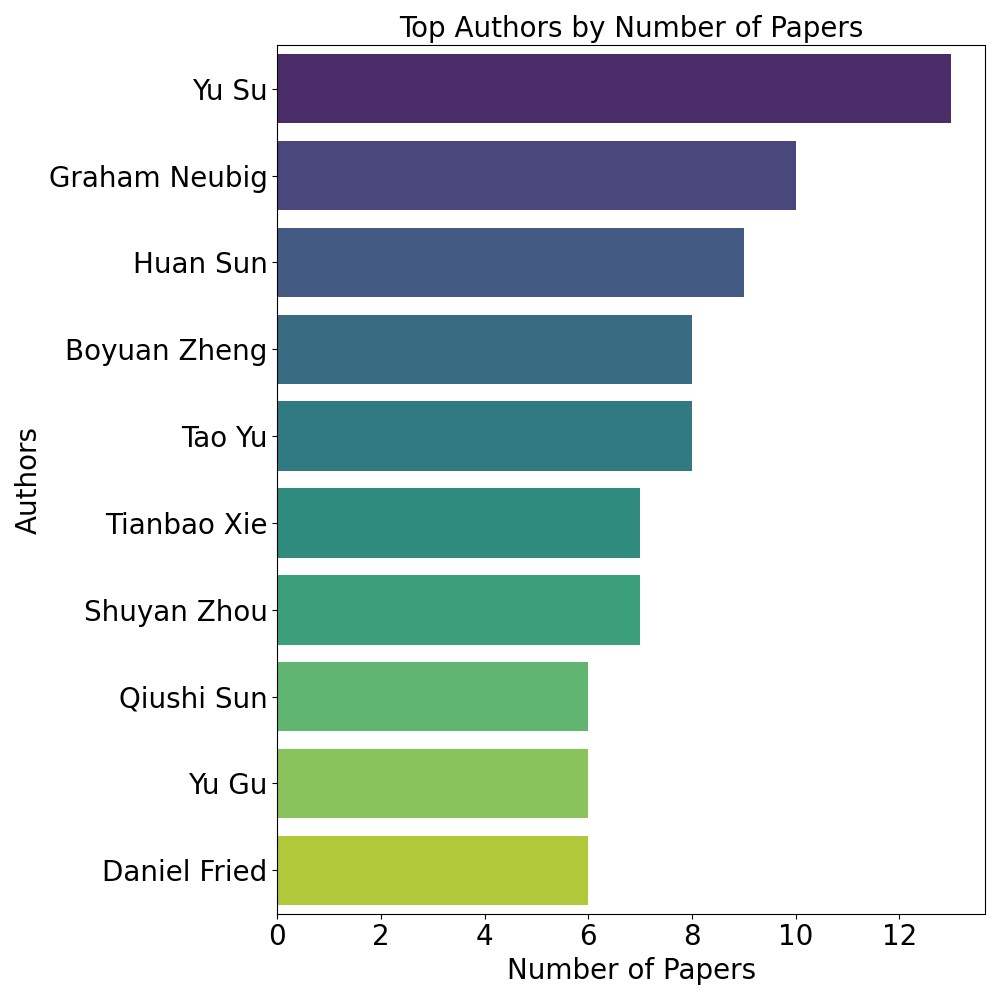 Top Authors by Number of Papers
Authors
Yu Su
Graham Neubig
Huan Sun
Boyuan Zheng
Tao Yu
Tianbao Xie
Shuyan Zhou
Qiushi Sun
Yu Gu
Daniel Fried
0 2 4 6 8 10 12
Number of Papers